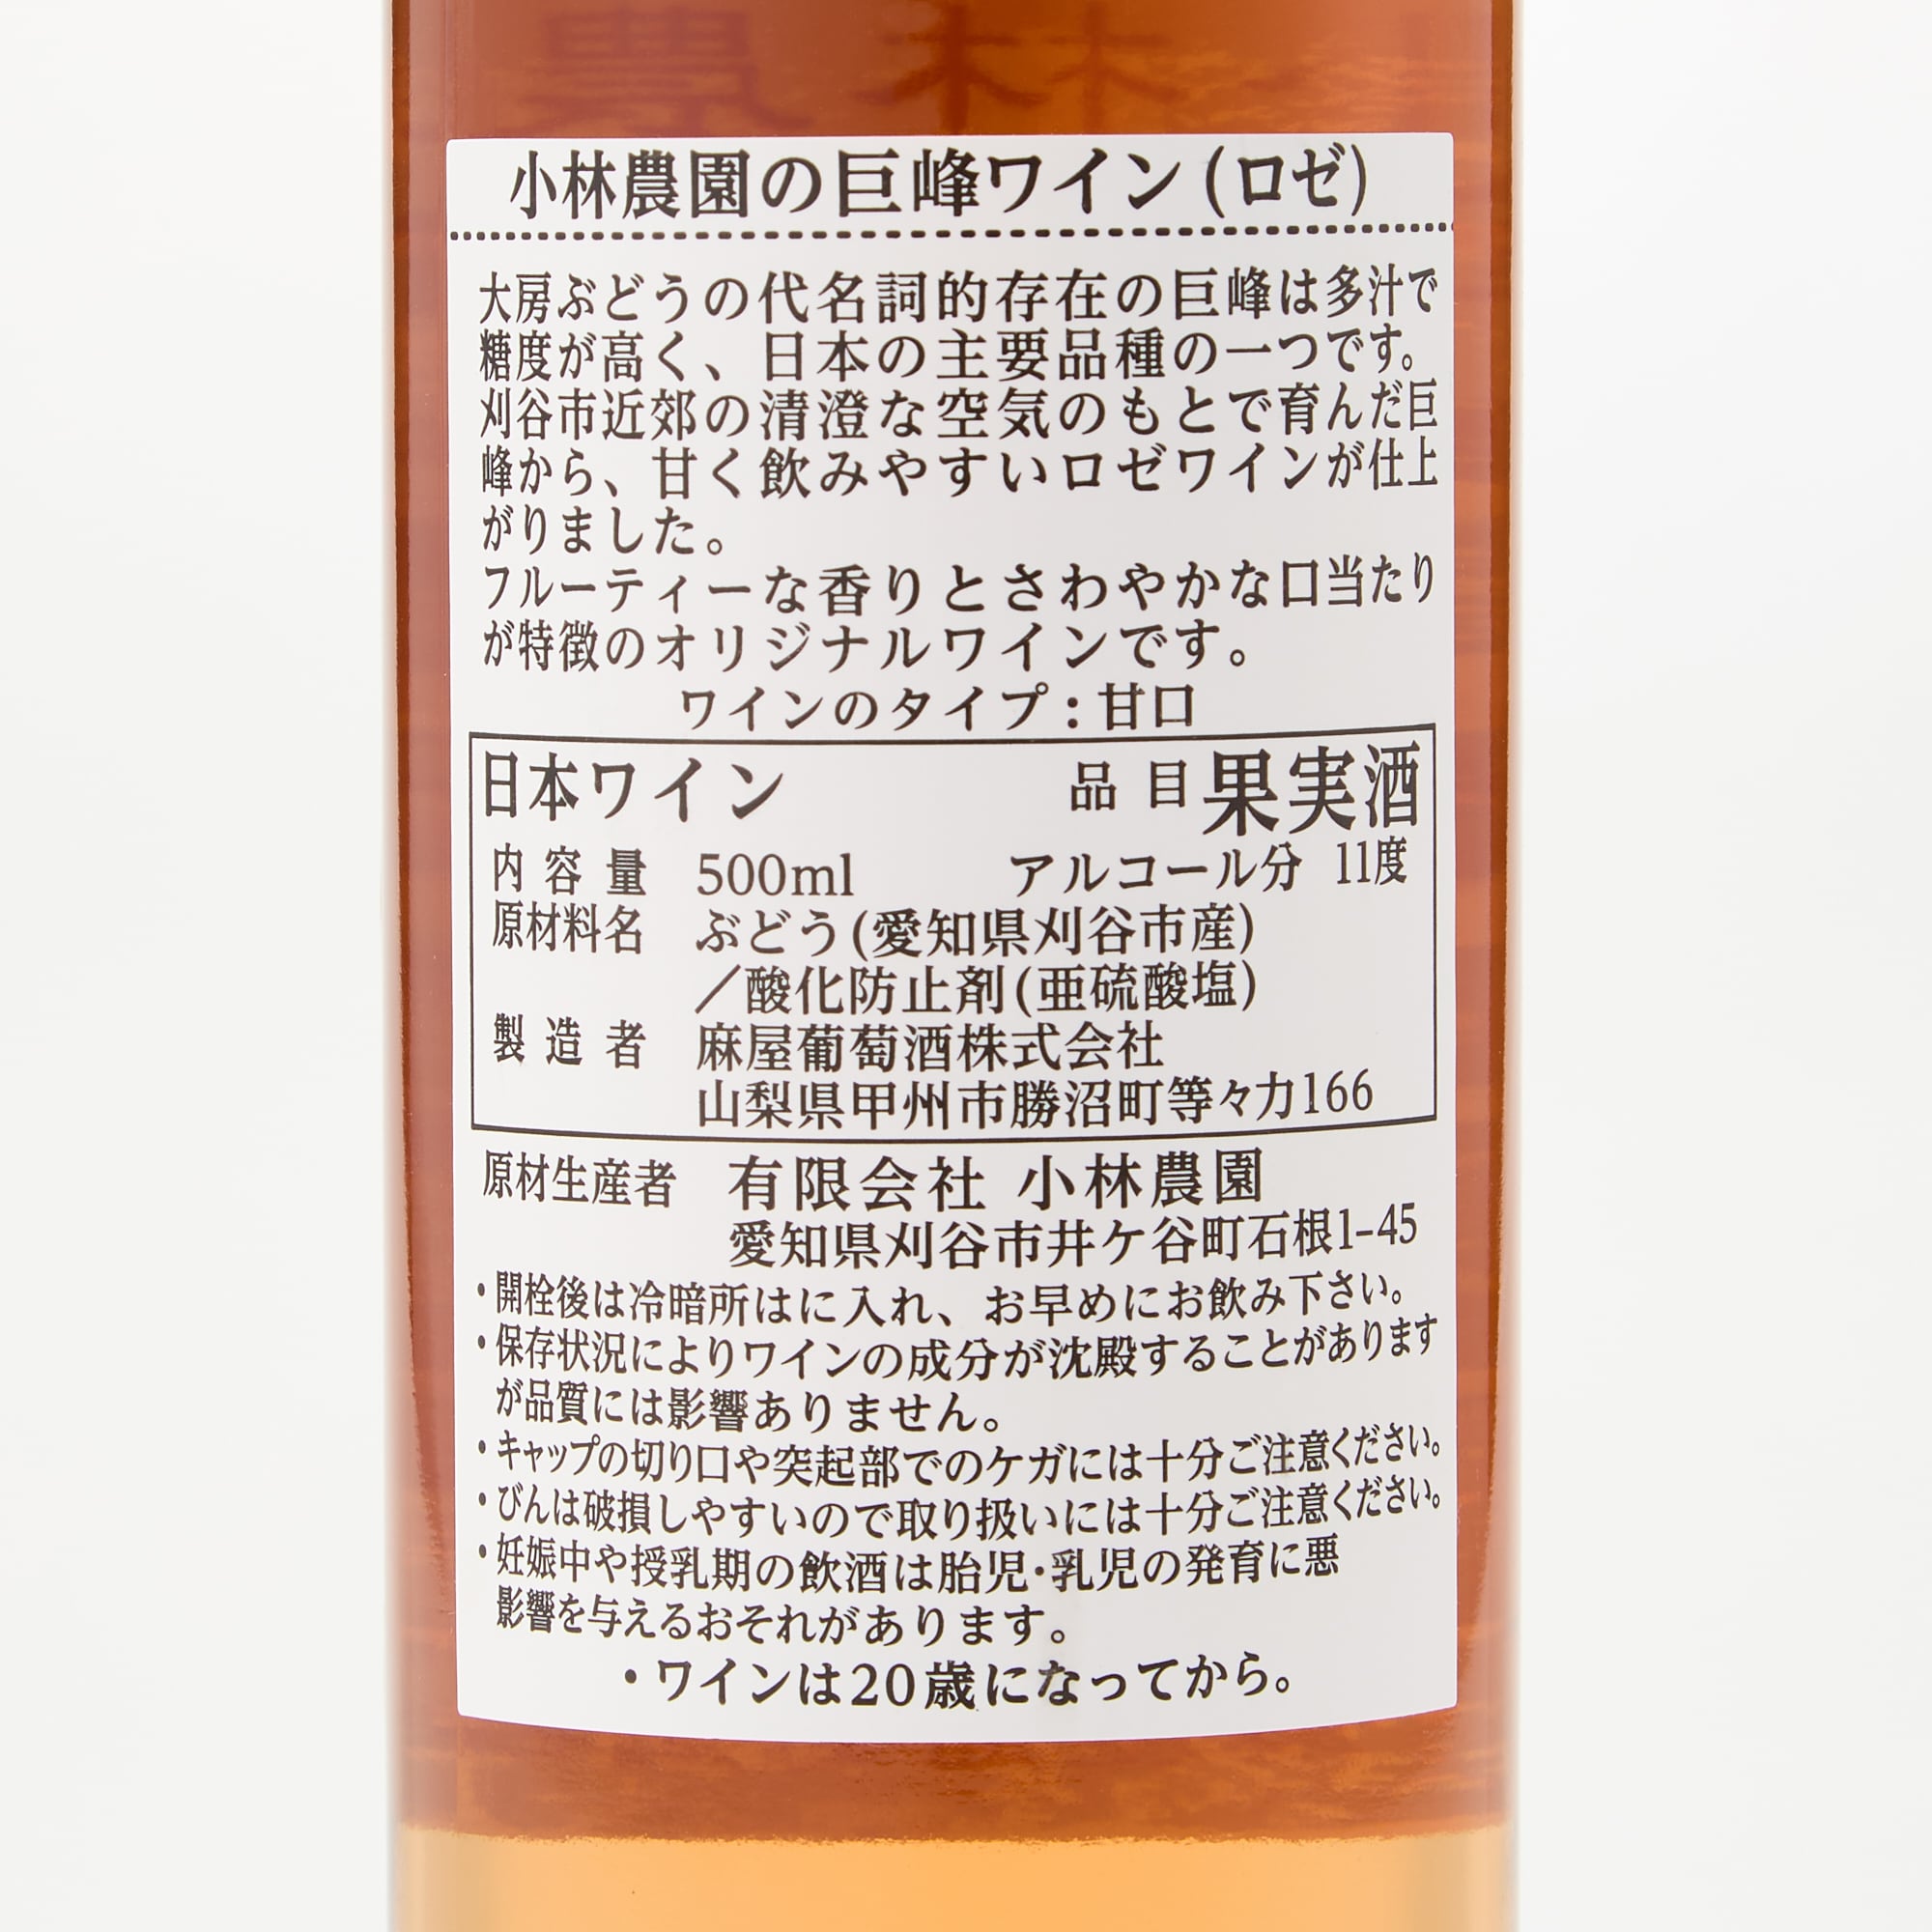 小林農園の巨峰ワイン(ロゼ)
大房ぶどうの代名詞的存在の巨峰は多汁で
糖度が高く、日本の主要品種の一つです。
刈谷市近郊の清澄な空気のもとで育んだ巨
峰から、甘く飲みやすいロゼワインが仕上
がりました。
フルーティーな香りとさわやかな口当たり
が特徴のオリジナルワインです。
ワインのタイプ:甘口
日本ワイン 品目 果実酒
内容量 500ml アルコール分 11度
原材料名 ぶどう(愛知県刈谷市産)
/酸化防止剤(亜硫酸塩)
製造者 麻屋葡萄酒株式会社
山梨県甲州市勝沼町等々力166
原材生産者 有限会社 小林農園
愛知県刈谷市井ケ谷町石根1-45
・開栓後は冷暗所はに入れ、お早めにお飲み下さい。
・保存状況によりワインの成分が沈殿することがあります
が品質には影響ありません。
・キャップの切り口や突起部でのケガには十分ご注意ください。
・びんは破損しやすいので取り扱いには十分ご注意ください。
・妊娠中や授乳期の飲酒は胎児・乳児の発育に悪
影響を与えるおそれがあります。
・ワインは20歳になってから。